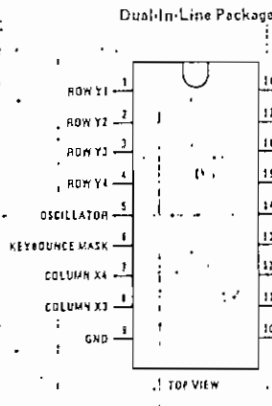 Dual-In-Line Package
ROW Y1 1
ROW Y2 2
ROW Y3 3
ROW Y4 4
OSCILLATOR 5
KEYBOUNCE MASK 6
COLUMN X4 7
COLUMN X3 8
GND 9
TOP VIEW